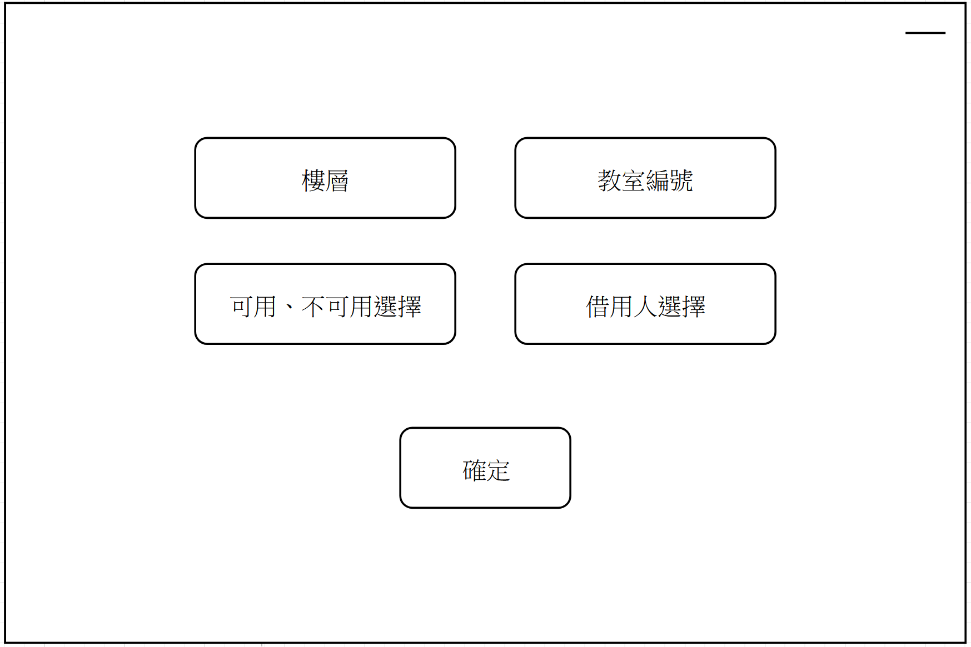 樓層
教室編號
可用、不可用選擇
借用人選擇
確定